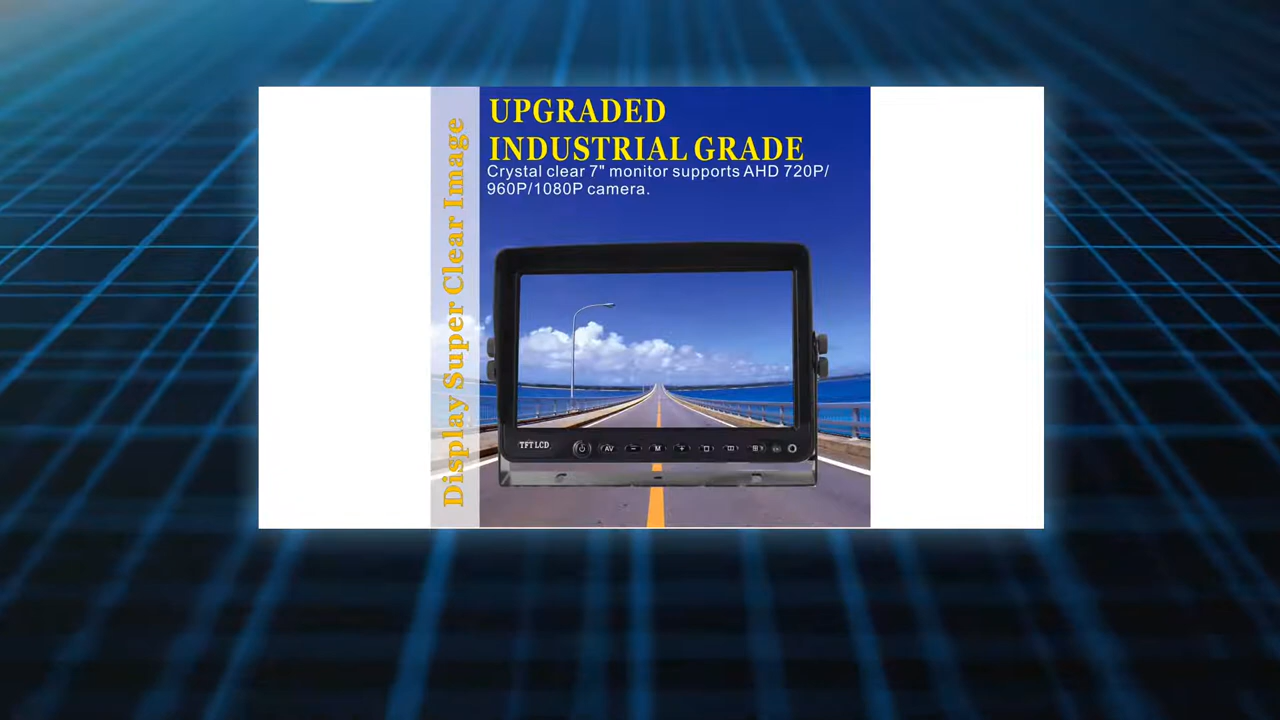 UPGRADED
INDUSTRIAL GRADE
Crystal clear 7" monitor supports AHD 720P/
960P/1080P camera.
Display Super Clear Image
TFT LCD
AV
M